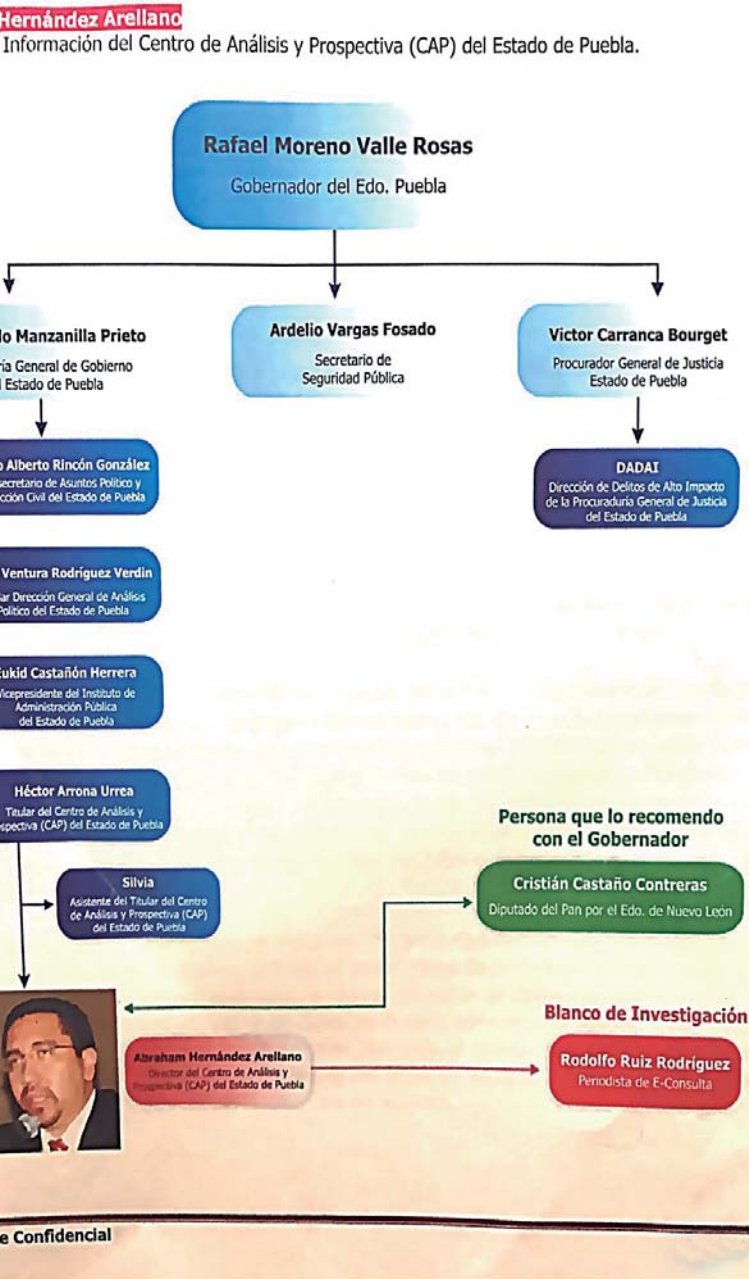 Hernández Arellano
Información del Centro de Análisis y Prospectiva (CAP) del Estado de Puebla.
Rafael Moreno Valle Rosas
Gobernador del Edo. Puebla
lo Manzanilla Prieto
ría General de Gobierno
l Estado de Puebla
Ardelio Vargas Fosado
Secretario de
Seguridad Pública
Victor Carranca Bourget
Procurador General de Justicia
Estado de Puebla
o Alberto Rincón González
secretario de Asuntos Político y
cción Civil del Estado de Puebla
DADAI
Dirección de Delitos de Alto Impacto
de la Procuraduría General de Justicia
del Estado de Puebla
Ventura Rodríguez Verdin
lar Dirección General de Análisis
Político del Estado de Puebla
Eukid Castañón Herrera
Vicepresidente del Instituto de
Administración Pública
del Estado de Puebla
Héctor Arrona Urrea
Titular del Centro de Análisis y
ospectiva (CAP) del Estado de Puebla
Silvia
Asistente del Titular del Centro
de Análisis y Prospectiva (CAP)
del Estado de Puebla
Persona que lo recomendo
con el Gobernador
Cristián Castaño Contreras
Diputado del Pan por el Edo. de Nuevo León
Abraham Hernández Arellano
Director del Centro de Análisis y
Prospectiva (CAP) del Estado de Puebla
Blanco de Investigación
Rodolfo Ruiz Rodríguez
Periodista de E-Consulta
e Confidencial